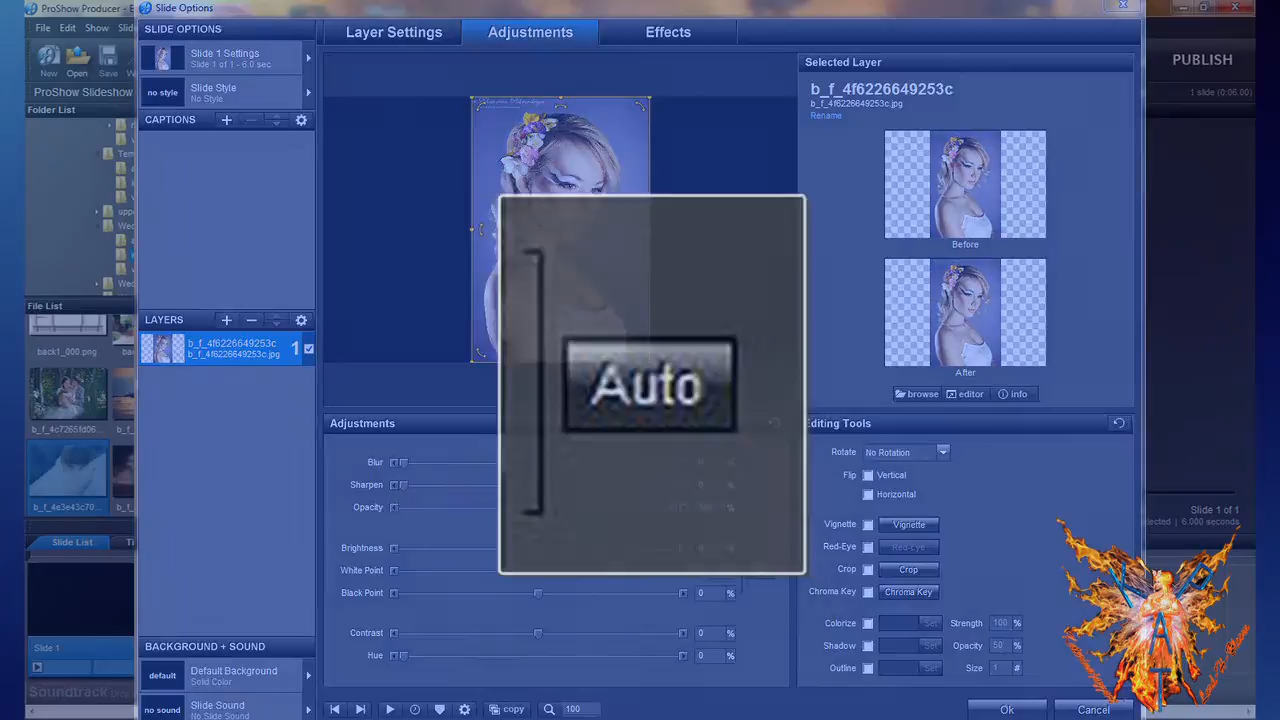 ProShow Producer -
Slide Options
File Edit Show
New Open Save
ProShow Slideshow
Folder List
Tem
upp
Wed
Wed
File List
back1_000.png
b_c7265fd06...
b_f_4e3e43c70...
Slide List
Slide 1
Soundtrack
SLIDE OPTIONS
Slide 1 Settings
Slide 1 of 1 - 6.0 sec
no style
Slide Style
No Style
CAPTIONS
LAYERS
b_f_4f6226649253c
b_f_4f6226649253c.jpg
1
BACKGROUND + SOUND
default
Default Background
Solid Color
no sound
Slide Sound
No Slide Sound
Layer Settings
Adjustments
Effects
Auto
Adjustments
Blur
Sharpen
Opacity
Brightness
White Point
Black Point 0 %
Contrast 0 %
Hue 0 %
copy
100
Selected Layer
b_f_4f6226649253c
b_f_4f6226649253c.jpg
Rename
Before
After
browse editor info
Editing Tools
Rotate No Rotation
Flip Vertical
Horizontal
Vignette Vignette
Red-Eye Red-Eye
Crop Crop
Chroma Key Chroma Key
Colorize Set Strength 100 %
Shadow Set Opacity 50 %
Outline Set Size 1 #
Ok
Cancel
PUBLISH
1 slide (0:06.00)
Slide 1 of 1
6.000 seconds